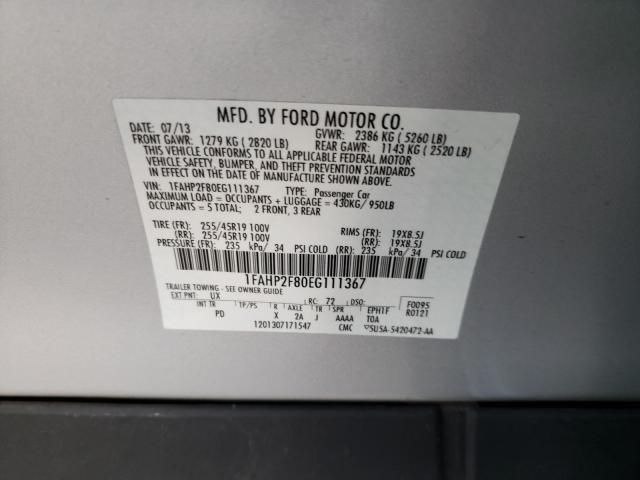 MFD. BY FORD MOTOR CO.
DATE: 07/13 GVWR: 2386 KG ( 5260 LB)
FRONT GAWR: 1279 KG ( 2820 LB) REAR GAWR: 1143 KG ( 2520 LB)
THIS VEHICLE CONFORMS TO ALL APPLICABLE FEDERAL MOTOR
VEHICLE SAFETY, BUMPER, AND THEFT PREVENTION STANDARDS
IN EFFECT ON THE DATE OF MANUFACTURE SHOWN ABOVE.
VIN: 1FAHP2F80EG111367 TYPE: Passenger Car
MAXIMUM LOAD = OCCUPANTS + LUGGAGE = 430KG/ 950LB
OCCUPANTS = 5 TOTAL; 2 FRONT, 3 REAR
TIRE (FR): 255/45R19 100V RIMS (FR): 19X8.5J
(RR): 255/45R19 100V (RR): 19X8.5J
PRESSURE (FR): 235 kPa/ 34 PSI COLD (RR): 235 kPa/ 34 PSI COLD
1FAHP2F80EG111367
TRAILER TOWING - SEE OWNER GUIDE
EXT PNT: UX RC: 72 F0095
INT TR TP/PS R AXLE TR SPR EPH1F R0121
PD X 2A J AAAA TOA
1201307171547 CMC ▽5U5A-5420472-AA